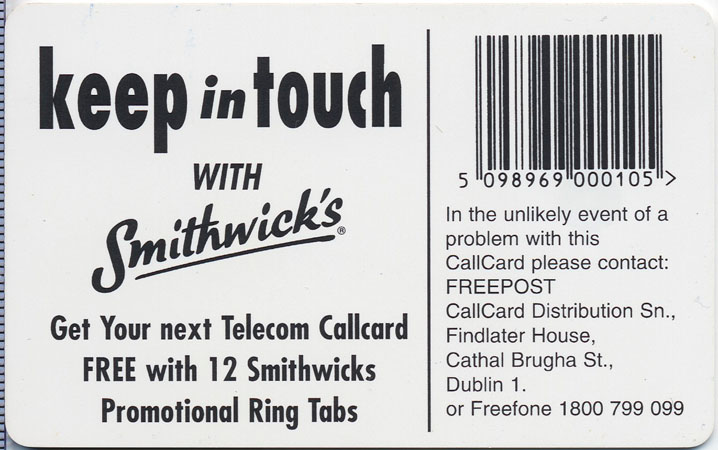 keep in touch
WITH
Smithwick's®
Get Your next Telecom Callcard
FREE with 12 Smithwicks
Promotional Ring Tabs
5 098969 000105 >
In the unlikely event of a
problem with this
CallCard please contact:
FREEPOST
CallCard Distribution Sn.,
Findlater House,
Cathal Brugha St.,
Dublin 1.
or Freefone 1800 799 099